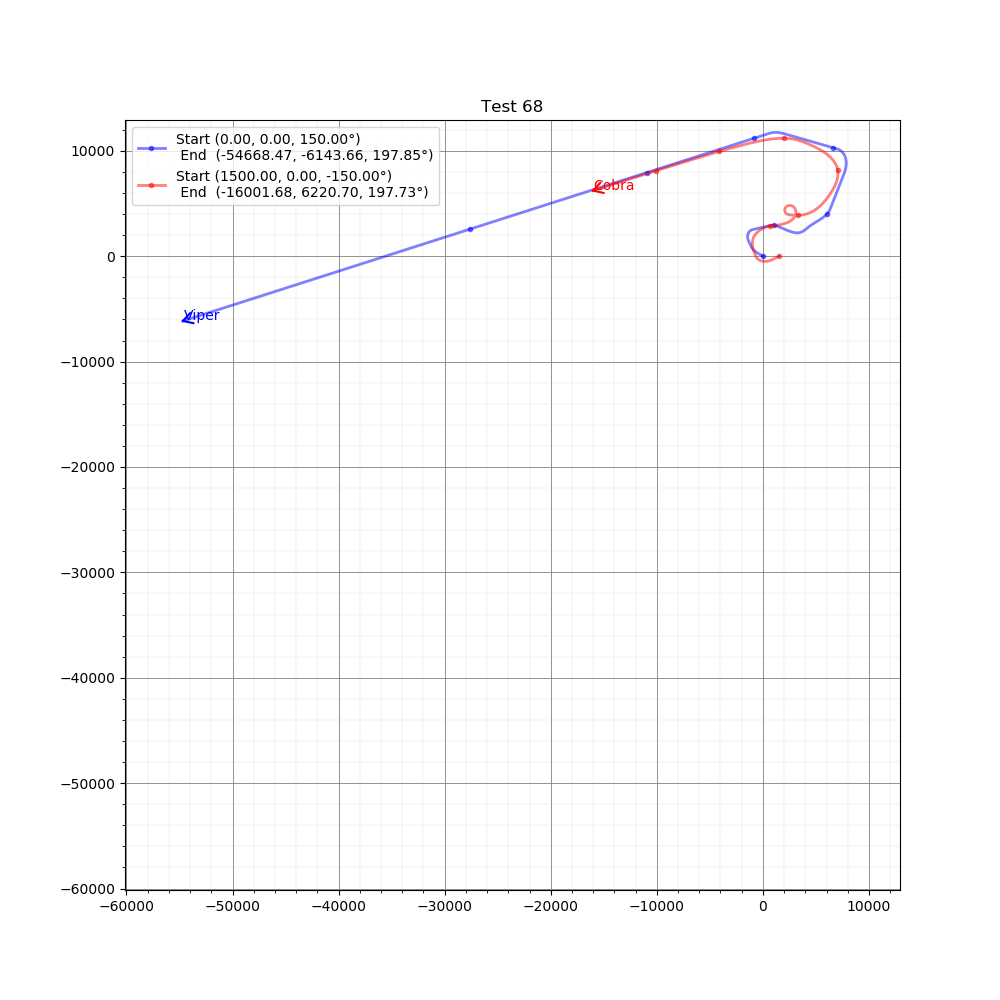 Test 68
Start (0.00, 0.00, 150.00°)
End (-54668.47, -6143.66, 197.85°)
Start (1500.00, 0.00, -150.00°)
End (-16001.68, 6220.70, 197.73°)
Cobra
Viper
10000
0
−10000
−20000
−30000
−40000
−50000
−60000
−60000 −50000 −40000 −30000 −20000 −10000 0 10000